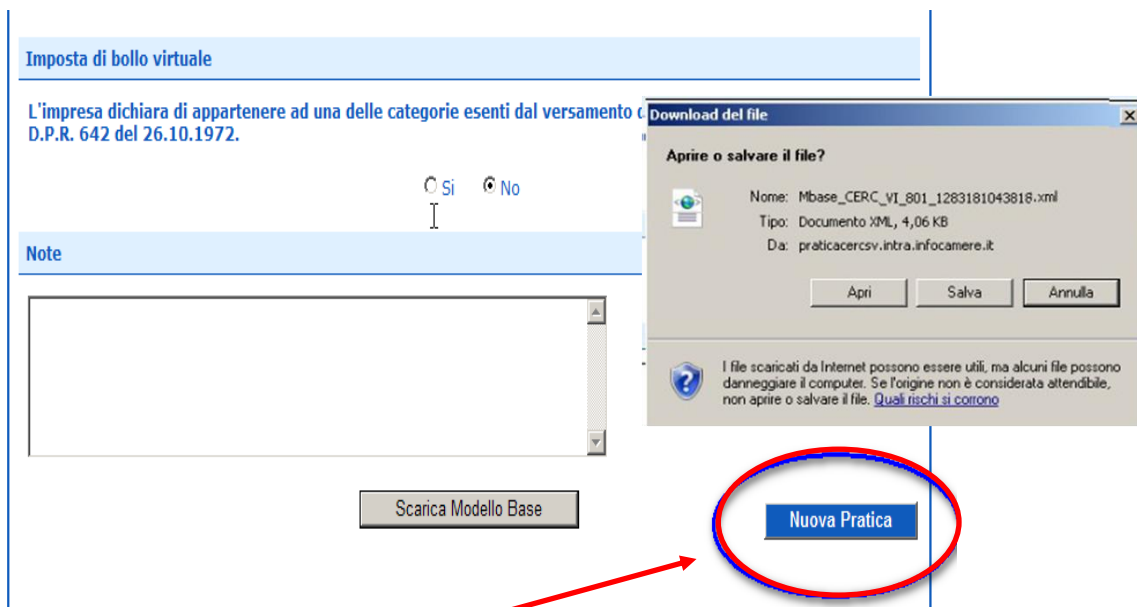 Imposta di bollo virtuale
L'impresa dichiara di appartenere ad una delle categorie esenti dal versamento
D.P.R. 642 del 26.10.1972.
Si No
Note
Scarica Modello Base
Nuova Pratica
Download del file
Aprire o salvare il file?
Nome: Mbase_CERC_VI_801_1283181043818.xml
Tipo: Documento XML, 4,06 KB
Da: praticacercsv.intra.infocamere.it
Apri Salva Annulla
I file scaricati da Internet possono essere utili, ma alcuni file possono
danneggiare il computer. Se l'origine non è considerata attendibile,
non aprire o salvare il file. Quali rischi si corrono